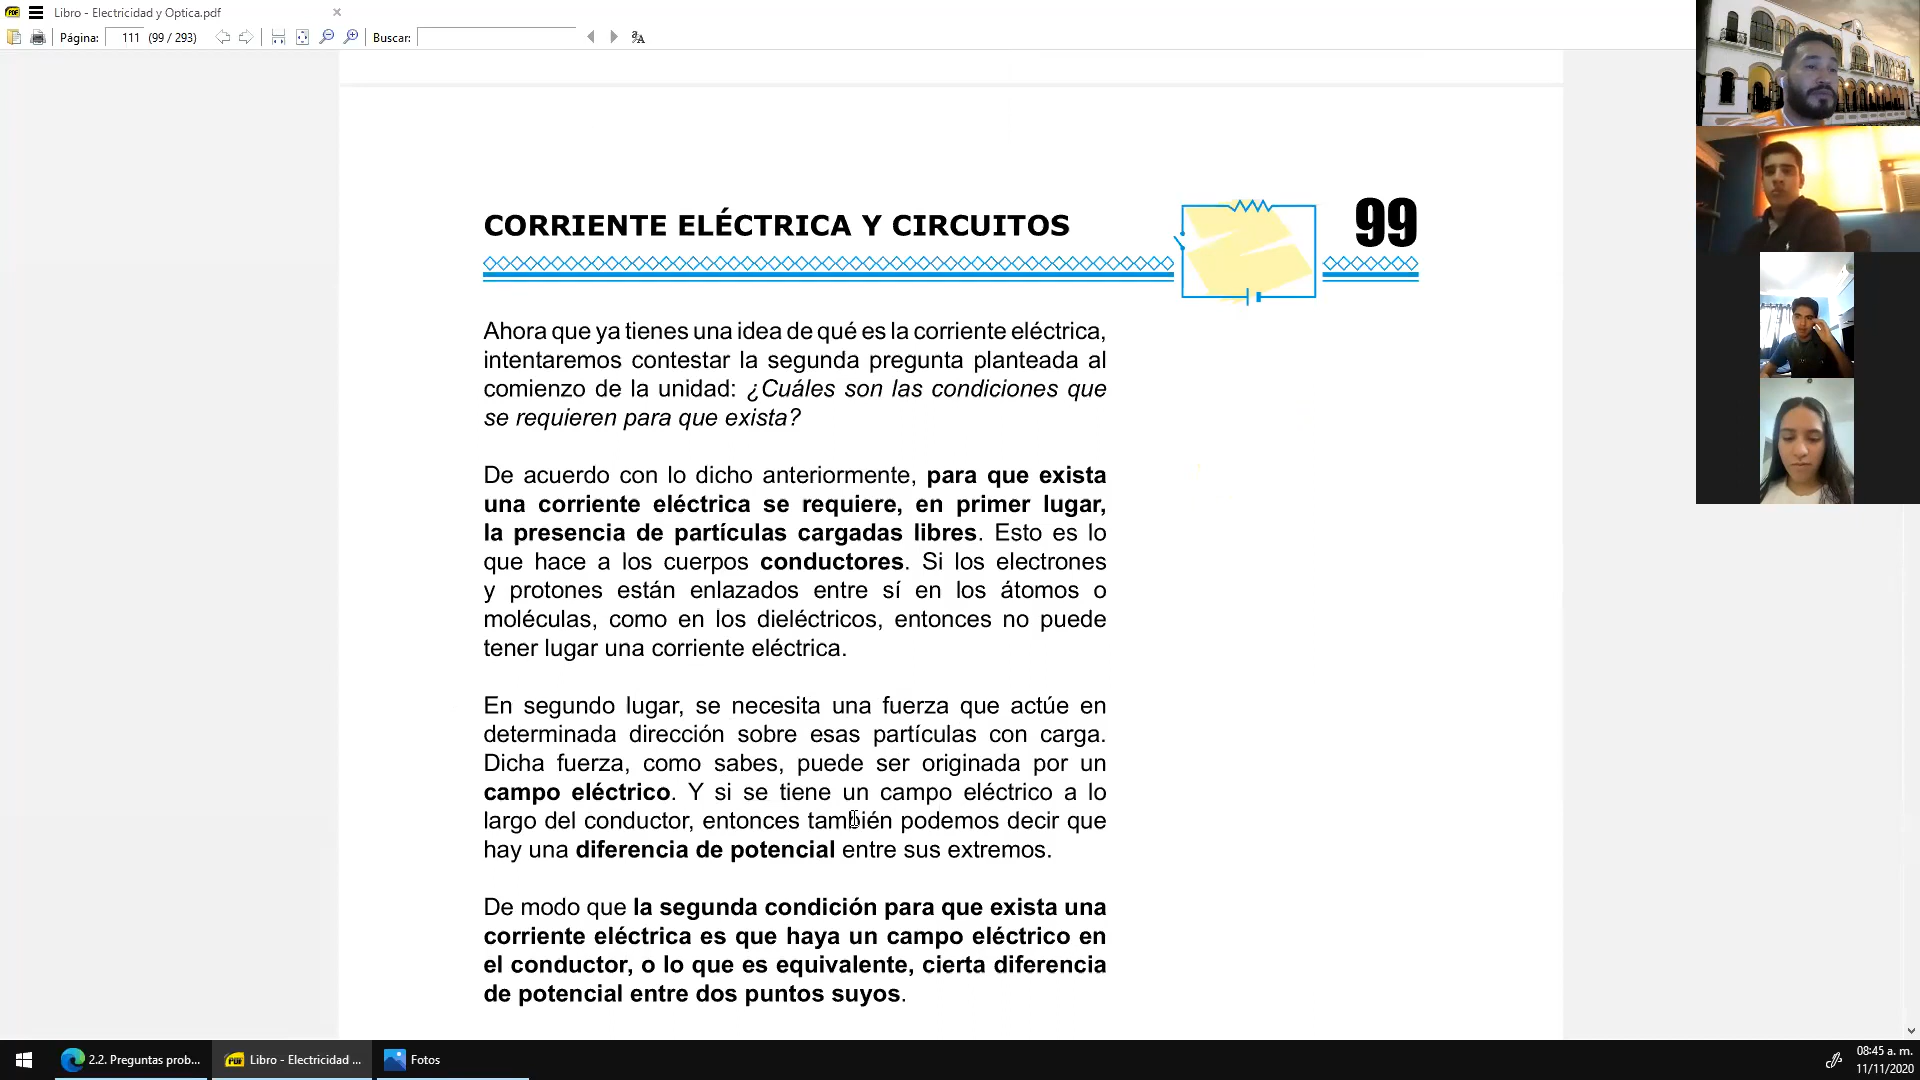 Libro - Electricidad y Optica.pdf
Página: 111 (99 / 293) Buscar:
CORRIENTE ELÉCTRICA Y CIRCUITOS 99
Ahora que ya tienes una idea de qué es la corriente eléctrica,
intentaremos contestar la segunda pregunta planteada al
comienzo de la unidad: ¿Cuáles son las condiciones que
se requieren para que exista?
De acuerdo con lo dicho anteriormente, para que exista
una corriente eléctrica se requiere, en primer lugar,
la presencia de partículas cargadas libres. Esto es lo
que hace a los cuerpos conductores. Si los electrones
y protones están enlazados entre sí en los átomos o
moléculas, como en los dieléctricos, entonces no puede
tener lugar una corriente eléctrica.
En segundo lugar, se necesita una fuerza que actúe en
determinada dirección sobre esas partículas con carga.
Dicha fuerza, como sabes, puede ser originada por un
campo eléctrico. Y si se tiene un campo eléctrico a lo
largo del conductor, entonces también podemos decir que
hay una diferencia de potencial entre sus extremos.
De modo que la segunda condición para que exista una
corriente eléctrica es que haya un campo eléctrico en
el conductor, o lo que es equivalente, cierta diferencia
de potencial entre dos puntos suyos.
2.2. Preguntas prob... Libro - Electricidad ... Fotos
08:45 a. m.
11/11/2020